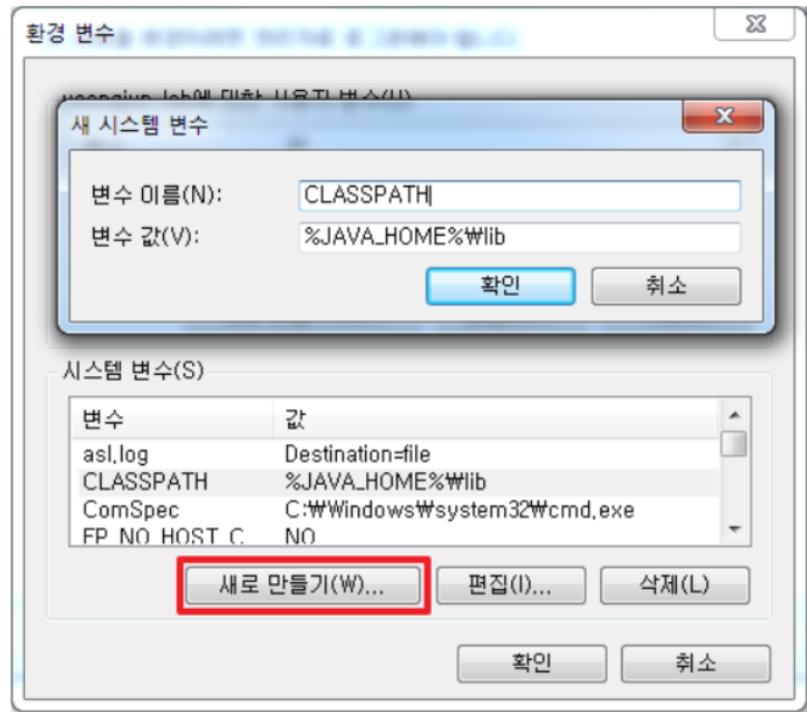 환경 변수
새 시스템 변수
변수 이름(N): CLASSPATH
변수 값(V): %JAVA_HOME%₩lib
확인 취소
시스템 변수(S)
변수 값
asl.log Destination=file
CLASSPATH %JAVA_HOME%₩lib
ComSpec C:₩Windows₩system32₩cmd.exe
FP_NO_HOST_C... NO
새로 만들기(W)... 편집(I)... 삭제(L)
확인 취소